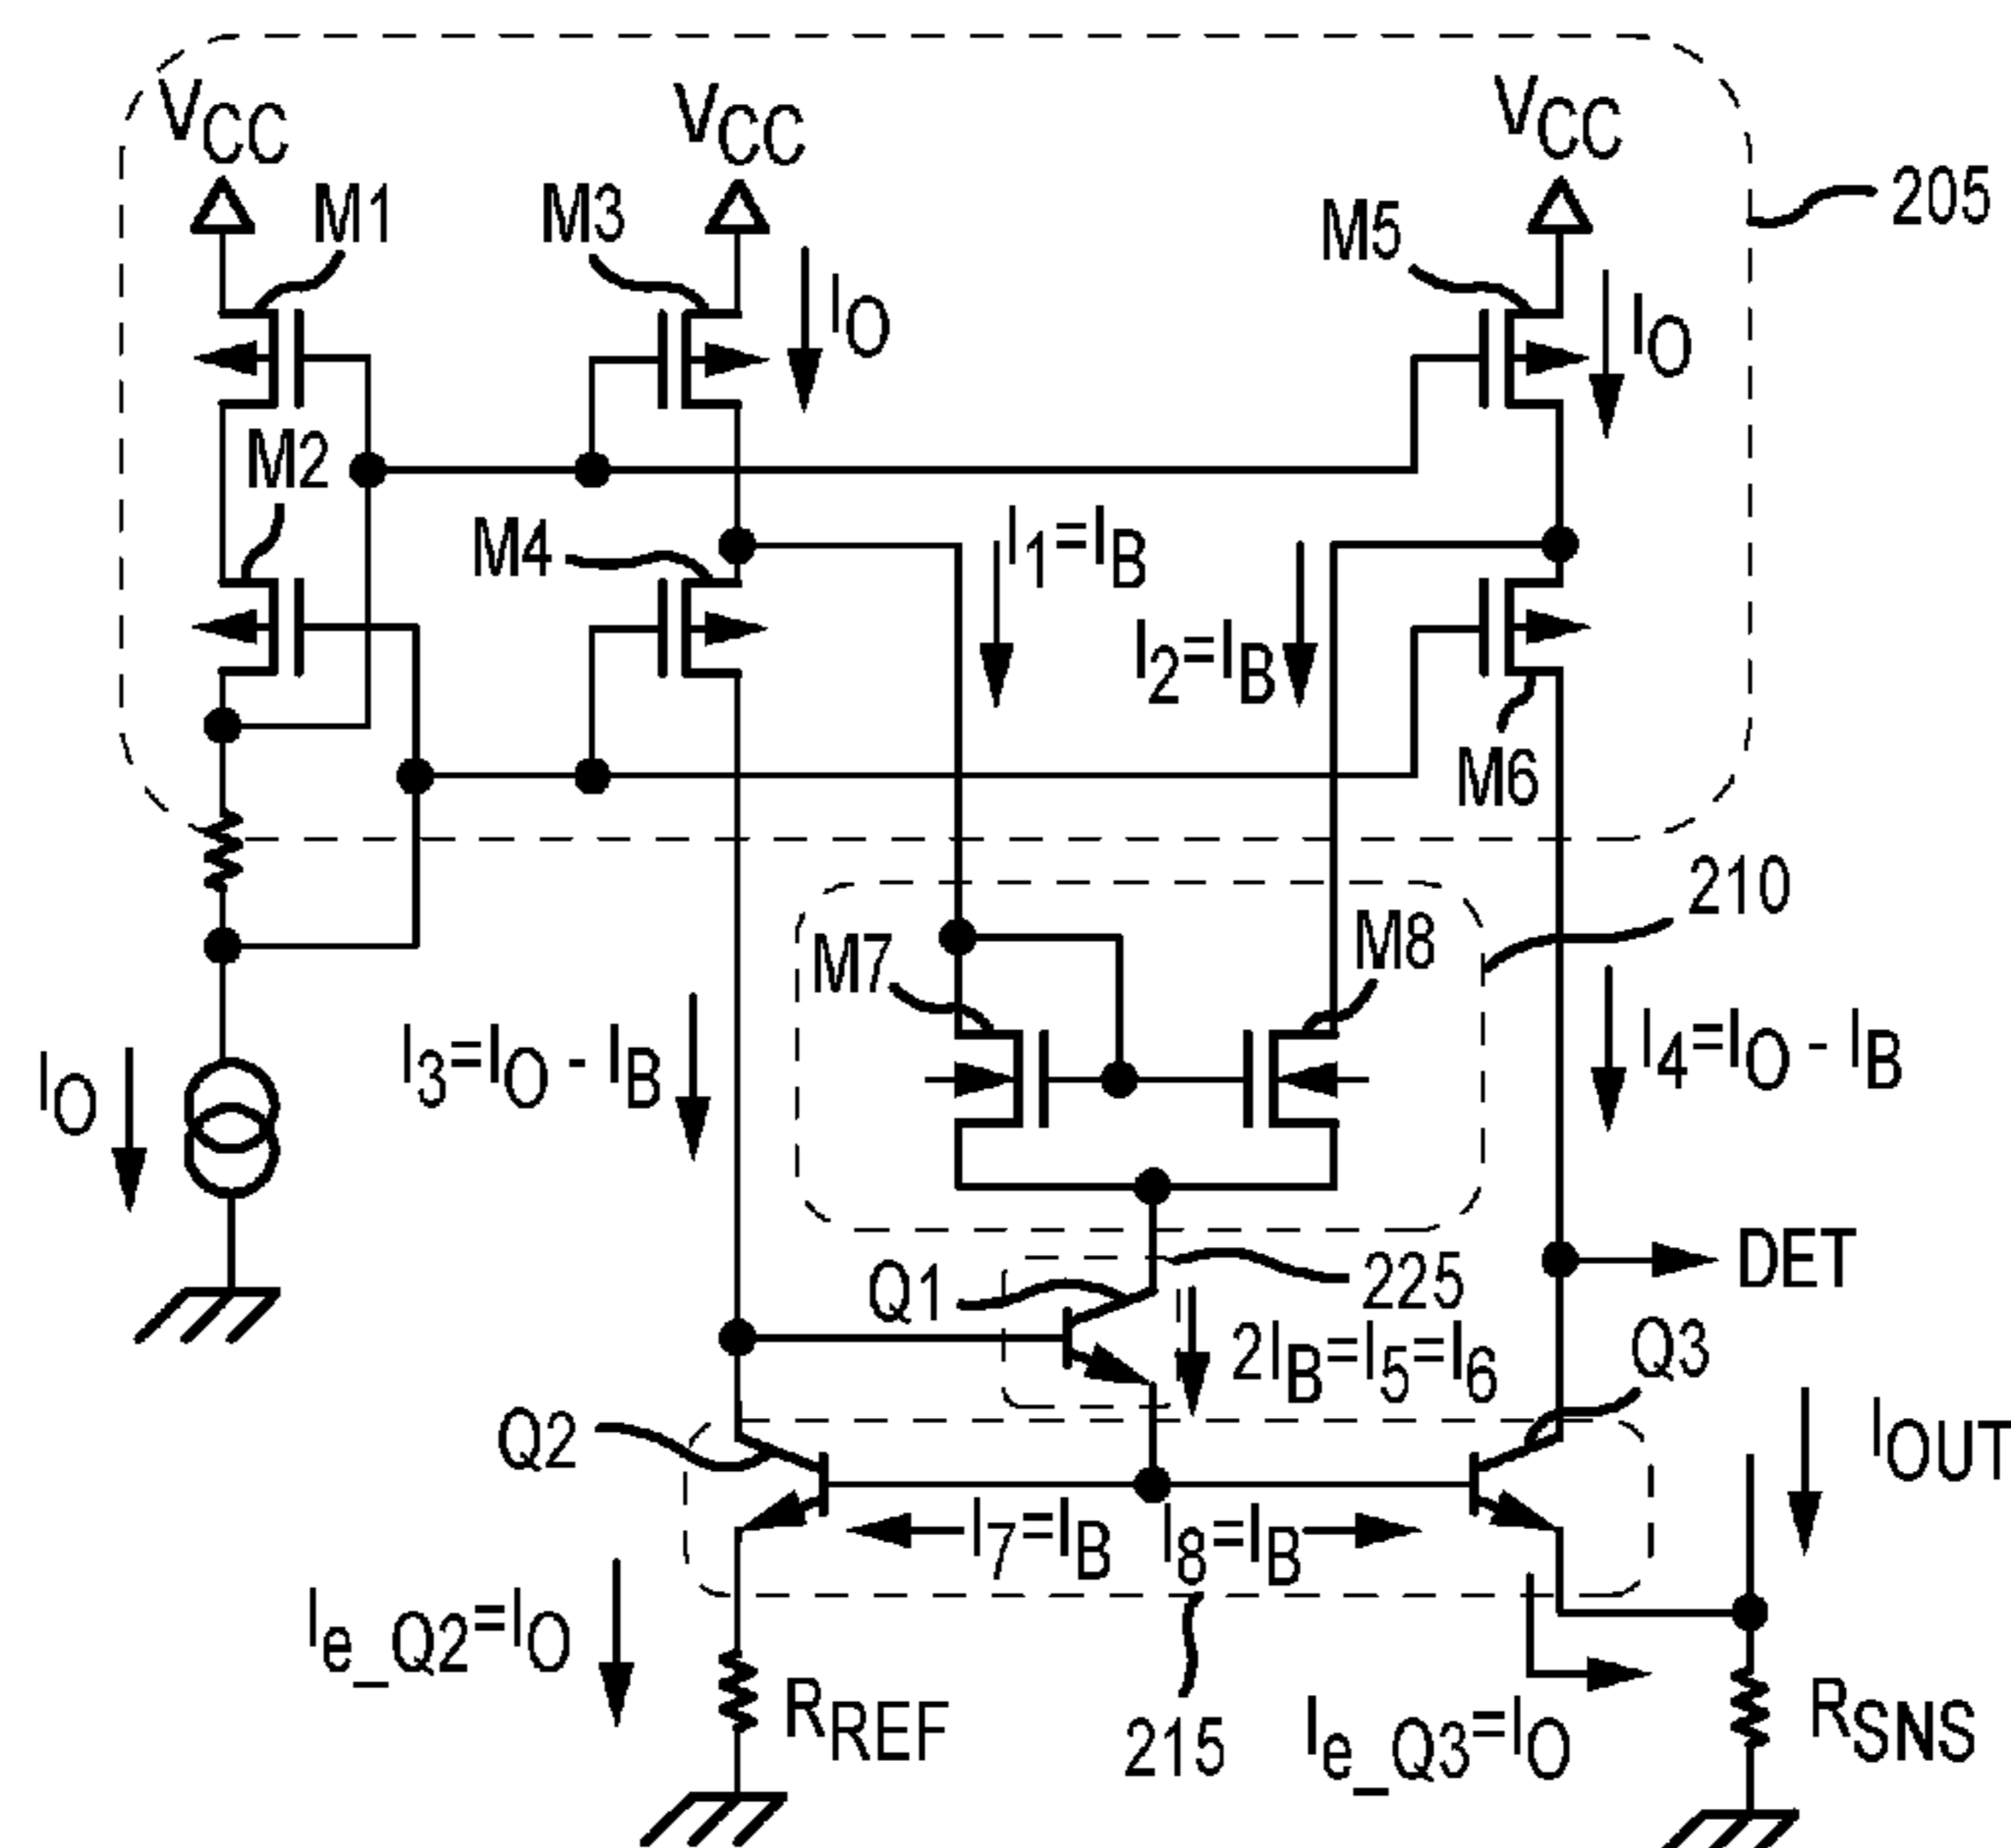 VCC
VCC
VCC
M1
M3
M5
205
IO
IO
M2
M4
I1=IB
I2=IB
M6
210
M7
M8
IO
I3=IO - IB
I4=IO - IB
DET
Q1
225
2IB=I5=I6
Q3
Q2
IOUT
I7=IB
I8=IB
Ie_Q2=IO
RREF
215
Ie_Q3=IO
RSNS